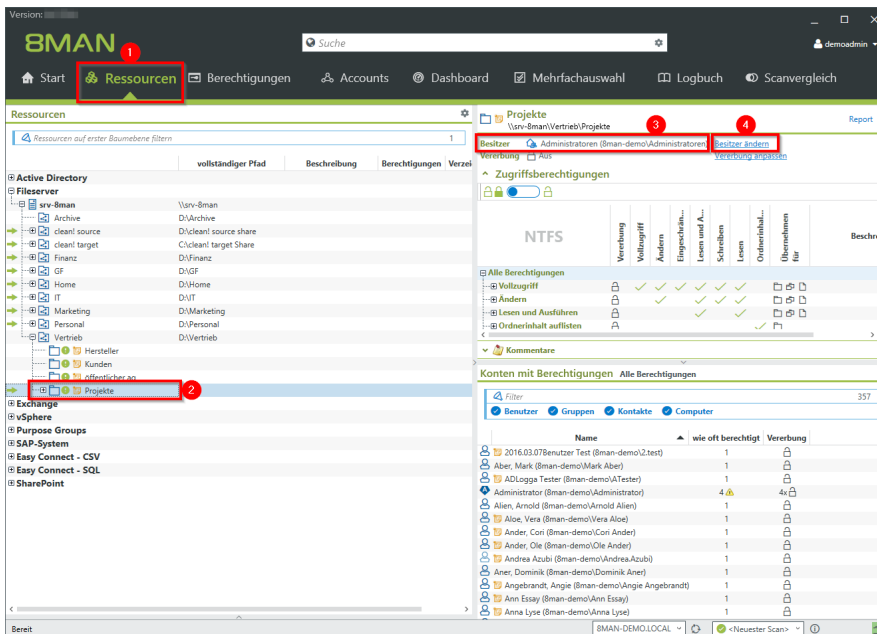 Version:
8MAN
Suche
demoadmin
1
Start Ressourcen Berechtigungen Accounts Dashboard Mehrfachauswahl Logbuch Scanvergleich
Ressourcen
Ressourcen auf erster Baumebene filtern 1
vollständiger Pfad Beschreibung Berechtigungen Verzei
Active Directory
Fileserver
srv-8man \\srv-8man
Archive D:\Archive
clean! source D:\clean! source share
clean! target C:\clean! target Share
Finanz D:\Finanz
GF D:\GF
Home D:\Home
IT D:\IT
Marketing D:\Marketing
Personal D:\Personal
Vertrieb D:\Vertrieb
Hersteller
Kunden
öffentlicher ag
Projekte
2
Exchange
vSphere
Purpose Groups
SAP-System
Easy Connect - CSV
Easy Connect - SQL
SharePoint
Projekte
\\srv-8man\Vertrieb\Projekte
Report
3
4
Besitzer Administratoren (8man-demo\Administratoren) Besitzer ändern
Vererbung Aus Vererbung anpassen
Zugriffsberechtigungen
NTFS
Vererbung
Vollzugriff
Ändern
Eingeschrän...
Lesen und A...
Schreiben
Lesen
Ordnerinhal...
Übernehmen für
Beschre
Alle Berechtigungen
Vollzugriff
Ändern
Lesen und Ausführen
Ordnerinhalt auflisten
Kommentare
Konten mit Berechtigungen Alle Berechtigungen
Filter 357
Benutzer Gruppen Kontakte Computer
Name wie oft berechtigt Vererbung
2016.03.07Benutzer Test (8man-demo\2.test) 1
Aber, Mark (8man-demo\Mark Aber) 1
ADLogga Tester (8man-demo\ATester) 1
Administrator (8man-demo\Administrator) 4 4x
Alien, Arnold (8man-demo\Arnold Alien) 1
Aloe, Vera (8man-demo\Vera Aloe) 1
Ander, Cori (8man-demo\Cori Ander) 1
Ander, Ole (8man-demo\Ole Ander) 1
Andrea Azubi (8man-demo\Andrea.Azubi) 1
Aner, Dominik (8man-demo\Dominik Aner) 1
Angebrandt, Angie (8man-demo\Angie Angebrandt) 1
Ann Essay (8man-demo\Ann Essay) 1
Anna Lyse (8man-demo\Anna Lyse) 1
Bereit
8MAN-DEMO.LOCAL
<Neuester Scan>